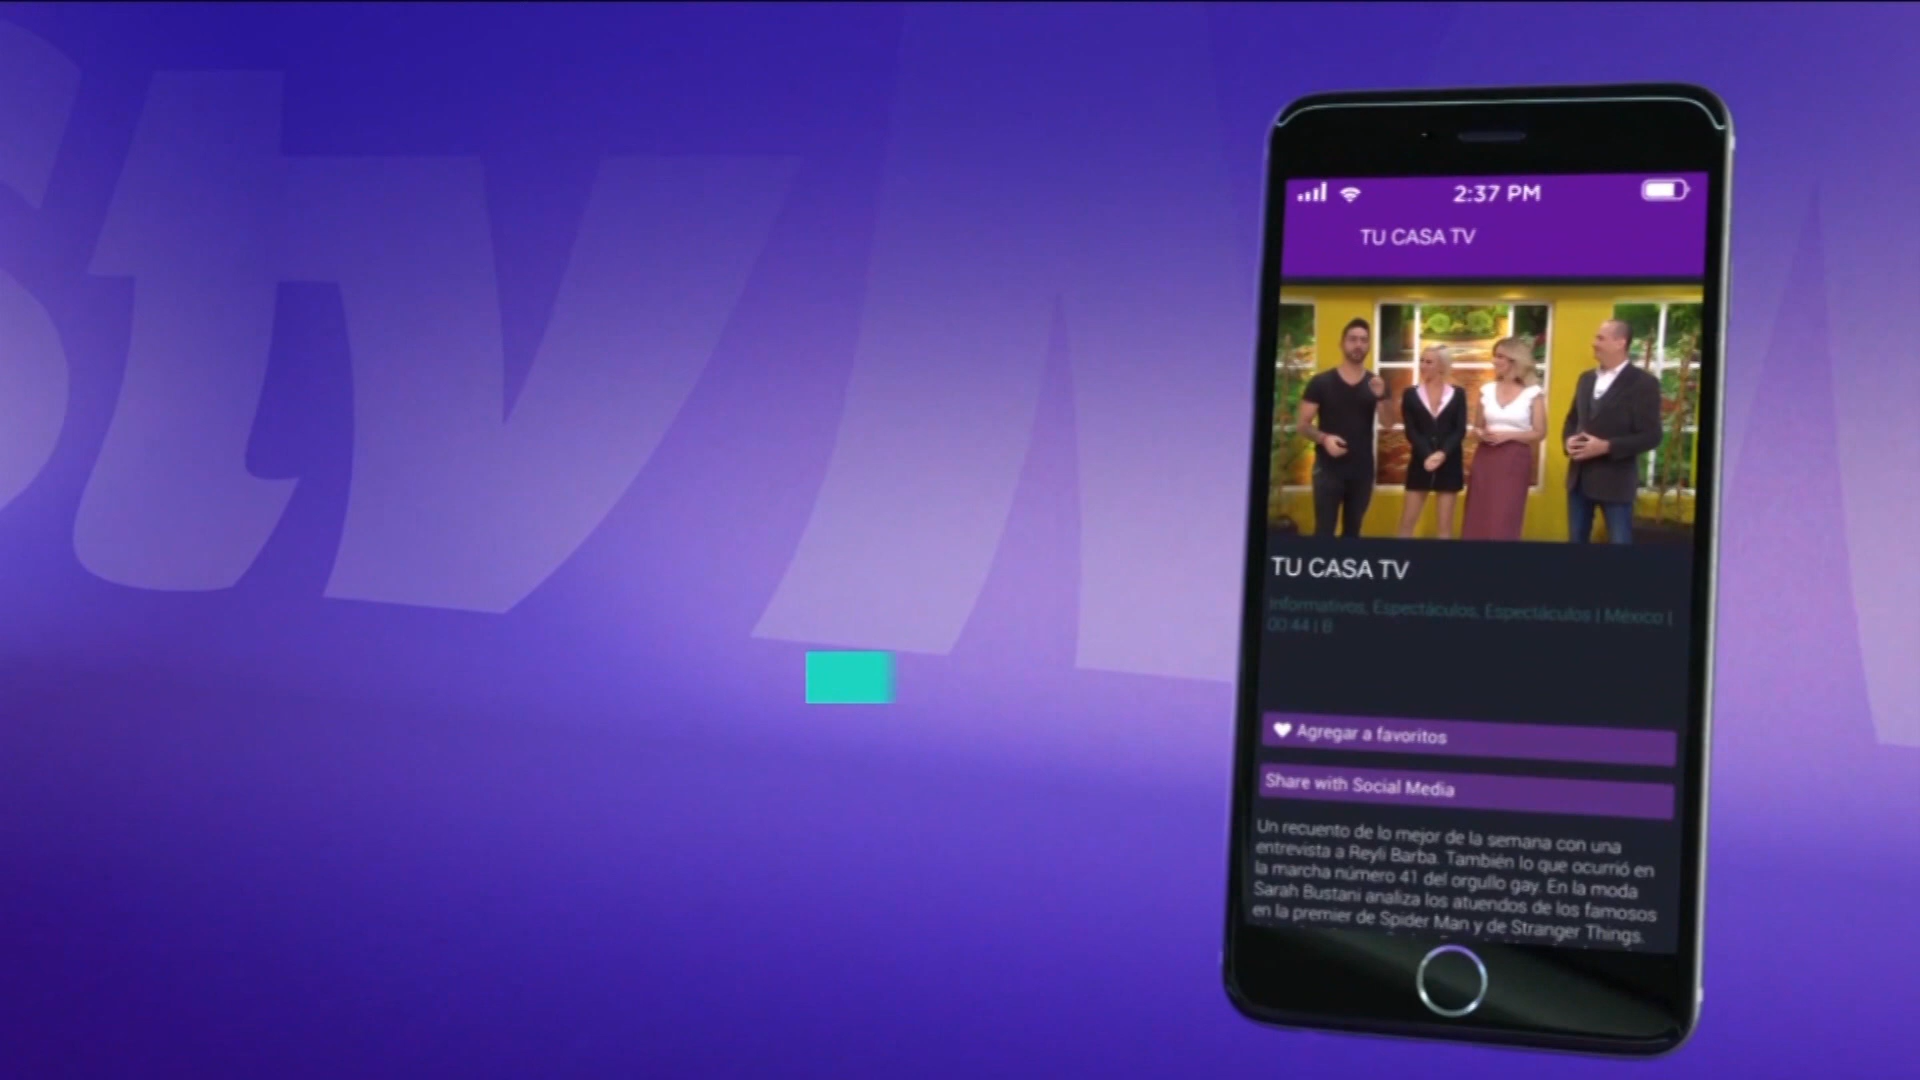 stv
2:37 PM
TU CASA TV
TU CASA TV
Informativos, Espectáculos, Espectáculos | México |
00:44 | B
Agregar a favoritos
Share with Social Media
Un recuento de lo mejor de la semana con una
entrevista a Reyli Barba. También lo que ocurrió en
la marcha número 41 del orgullo gay. En la moda
Sarah Bustani analiza los atuendos de los famosos
en la premier de Spider Man y de Stranger Things.